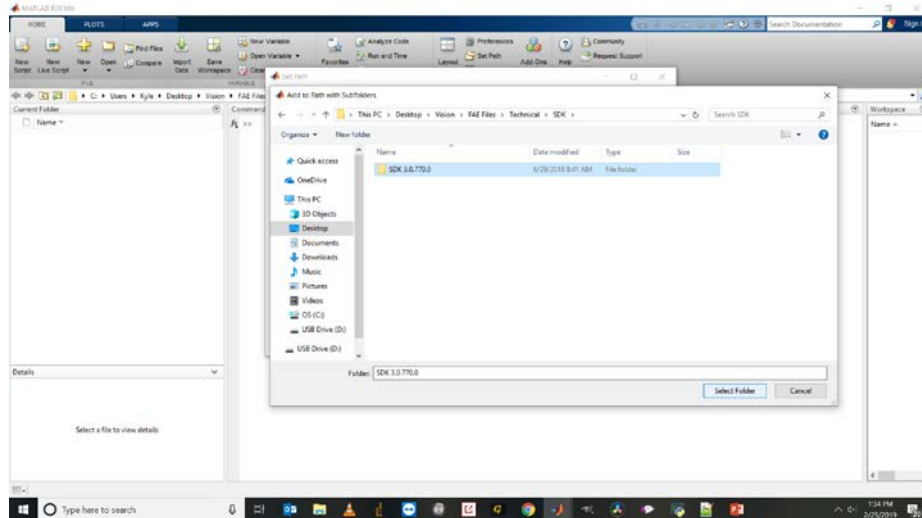 HOME PLOTS APPS
Search Documentation
Sign
New Script
New Live Script
New
Open
Find Files
Compare
Import Data
Save Workspace
New Variable
Open Variable
Clear
Favorites
Analyze Code
Run and Time
Layout
Preferences
Set Path
Add-Ons
Help
Community
Request Support
FILE
VARIABLE
Set Path
C: Users Kyle Desktop Vision FAE Files
Current Folder
Name
Command
fx >>
Workspace
Name
Add to Path with Subfolders
This PC > Desktop > Vision > FAE Files > Technical > SDK >
Search SDK
Organize
New folder
Name Date modified Type Size
SDK 3.0.770.0 6/29/2018 8:41 AM File folder
Quick access
OneDrive
This PC
3D Objects
Desktop
Documents
Downloads
Music
Pictures
Videos
OS (C:)
USB Drive (D:)
USB Drive (D:)
Folder: SDK 3.0.770.0
Select Folder Cancel
Details
Select a file to view details
Type here to search
1:34 PM
2/25/2019